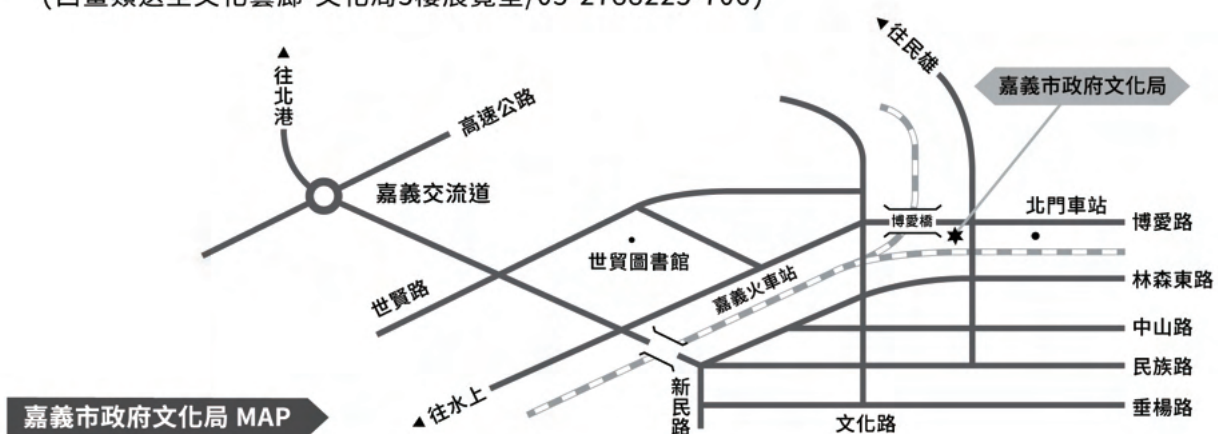 ▲往北港
高速公路
嘉義交流道
世賢路
世貿圖書館
嘉義火車站
▲往水上
新民路
文化路
▲往民雄
嘉義市政府文化局
博愛橋
北門車站
博愛路
林森東路
中山路
民族路
垂楊路
嘉義市政府文化局 MAP